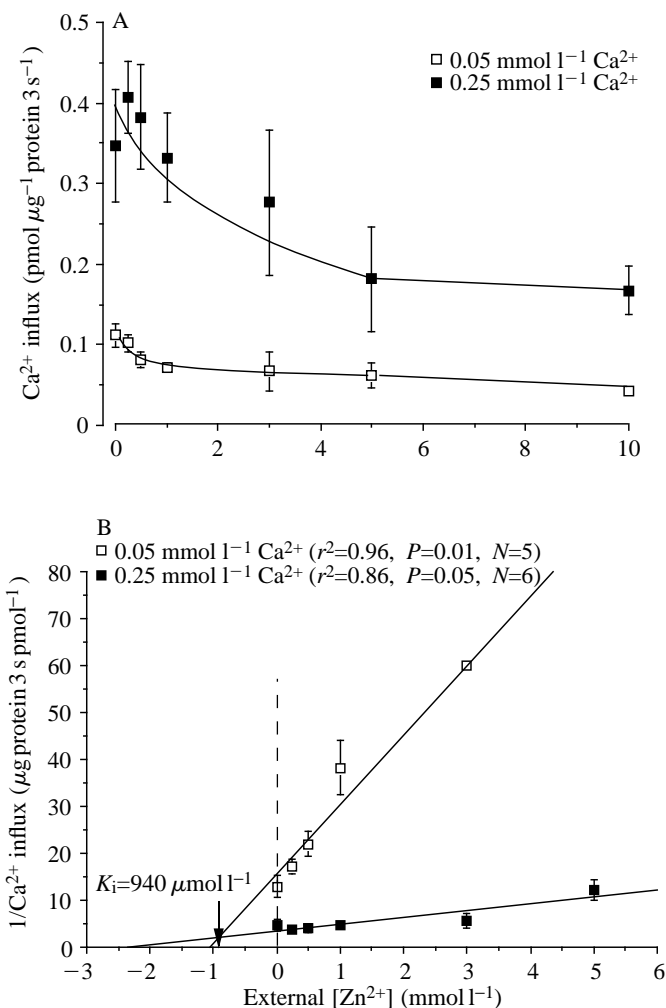 A
0.5
0.4
0.3
0.2
0.1
0
Ca²⁺ influx (pmol μg⁻¹ protein 3 s⁻¹)
0.05 mmol l⁻¹ Ca²⁺
0.25 mmol l⁻¹ Ca²⁺
0 2 4 6 8 10
B
0.05 mmol l⁻¹ Ca²⁺ (r²=0.96, P=0.01, N=5)
0.25 mmol l⁻¹ Ca²⁺ (r²=0.86, P=0.05, N=6)
80
70
60
50
40
30
20
10
0
1/Ca²⁺ influx (μg protein 3 s pmol⁻¹)
Kᵢ=940 μmol l⁻¹
−3 −2 −1 0 1 2 3 4 5 6
External [Zn²⁺] (mmol l⁻¹)